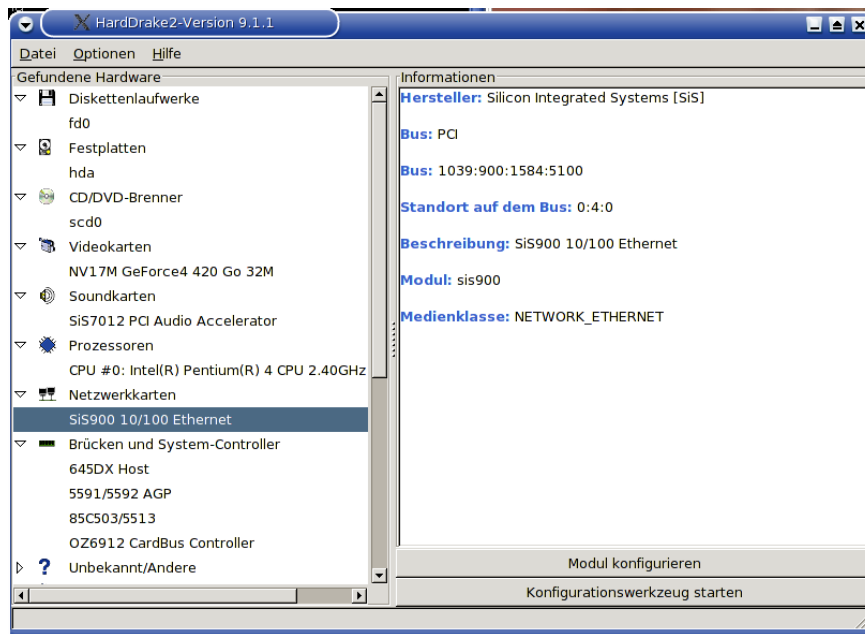 HardDrake2-Version 9.1.1
Datei Optionen Hilfe
Gefundene Hardware
Diskettenlaufwerke
fd0
Festplatten
hda
CD/DVD-Brenner
scd0
Videokarten
NV17M GeForce4 420 Go 32M
Soundkarten
SiS7012 PCI Audio Accelerator
Prozessoren
CPU #0: Intel(R) Pentium(R) 4 CPU 2.40GHz
Netzwerkkarten
SiS900 10/100 Ethernet
Brücken und System-Controller
645DX Host
5591/5592 AGP
85C503/5513
OZ6912 CardBus Controller
Unbekannt/Andere
Informationen
Hersteller: Silicon Integrated Systems [SiS]
Bus: PCI
Bus: 1039:900:1584:5100
Standort auf dem Bus: 0:4:0
Beschreibung: SiS900 10/100 Ethernet
Modul: sis900
Medienklasse: NETWORK_ETHERNET
Modul konfigurieren
Konfigurationswerkzeug starten